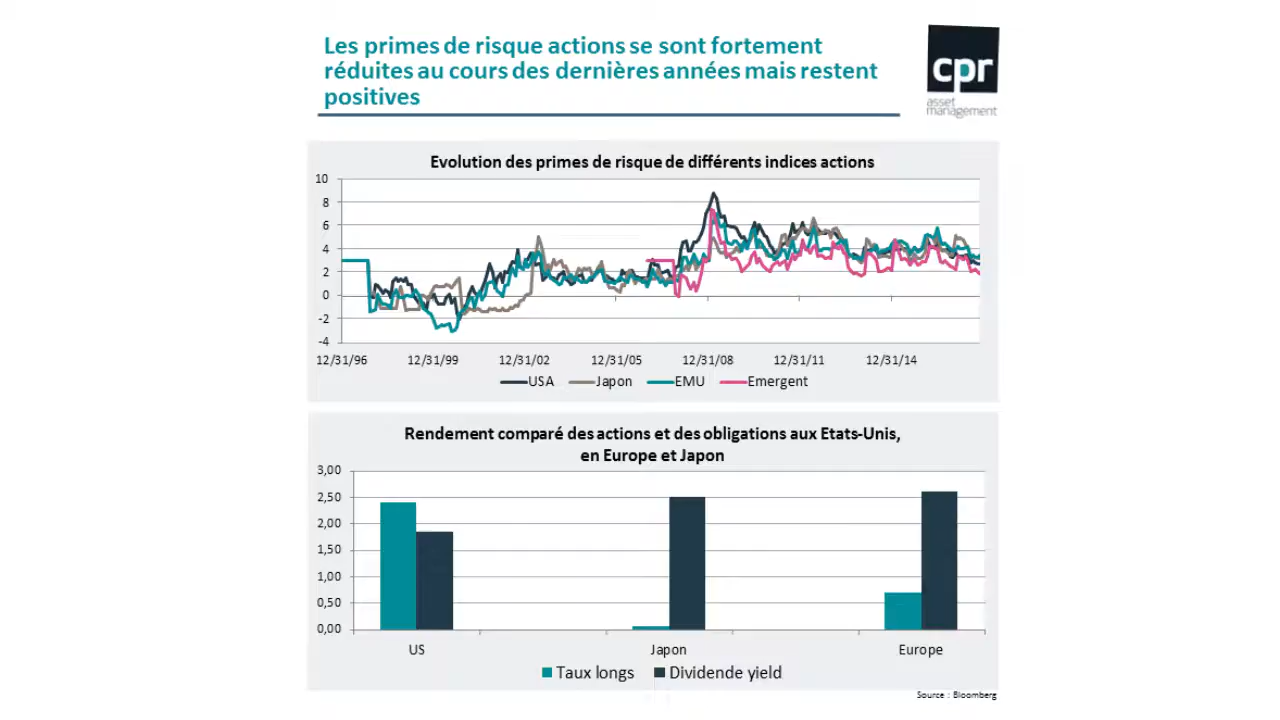 Les primes de risque actions se sont fortement
réduites au cours des dernières années mais restent
positives
cpr
asset
management
Evolution des primes de risque de différents indices actions
10
8
6
4
2
0
-2
-4
12/31/96 12/31/99 12/31/02 12/31/05 12/31/08 12/31/11 12/31/14
USA Japon EMU Emergent
Rendement comparé des actions et des obligations aux Etats-Unis,
en Europe et Japon
3,00
2,50
2,00
1,50
1,00
0,50
0,00
US Japon Europe
Taux longs Dividende yield
Source : Bloomberg